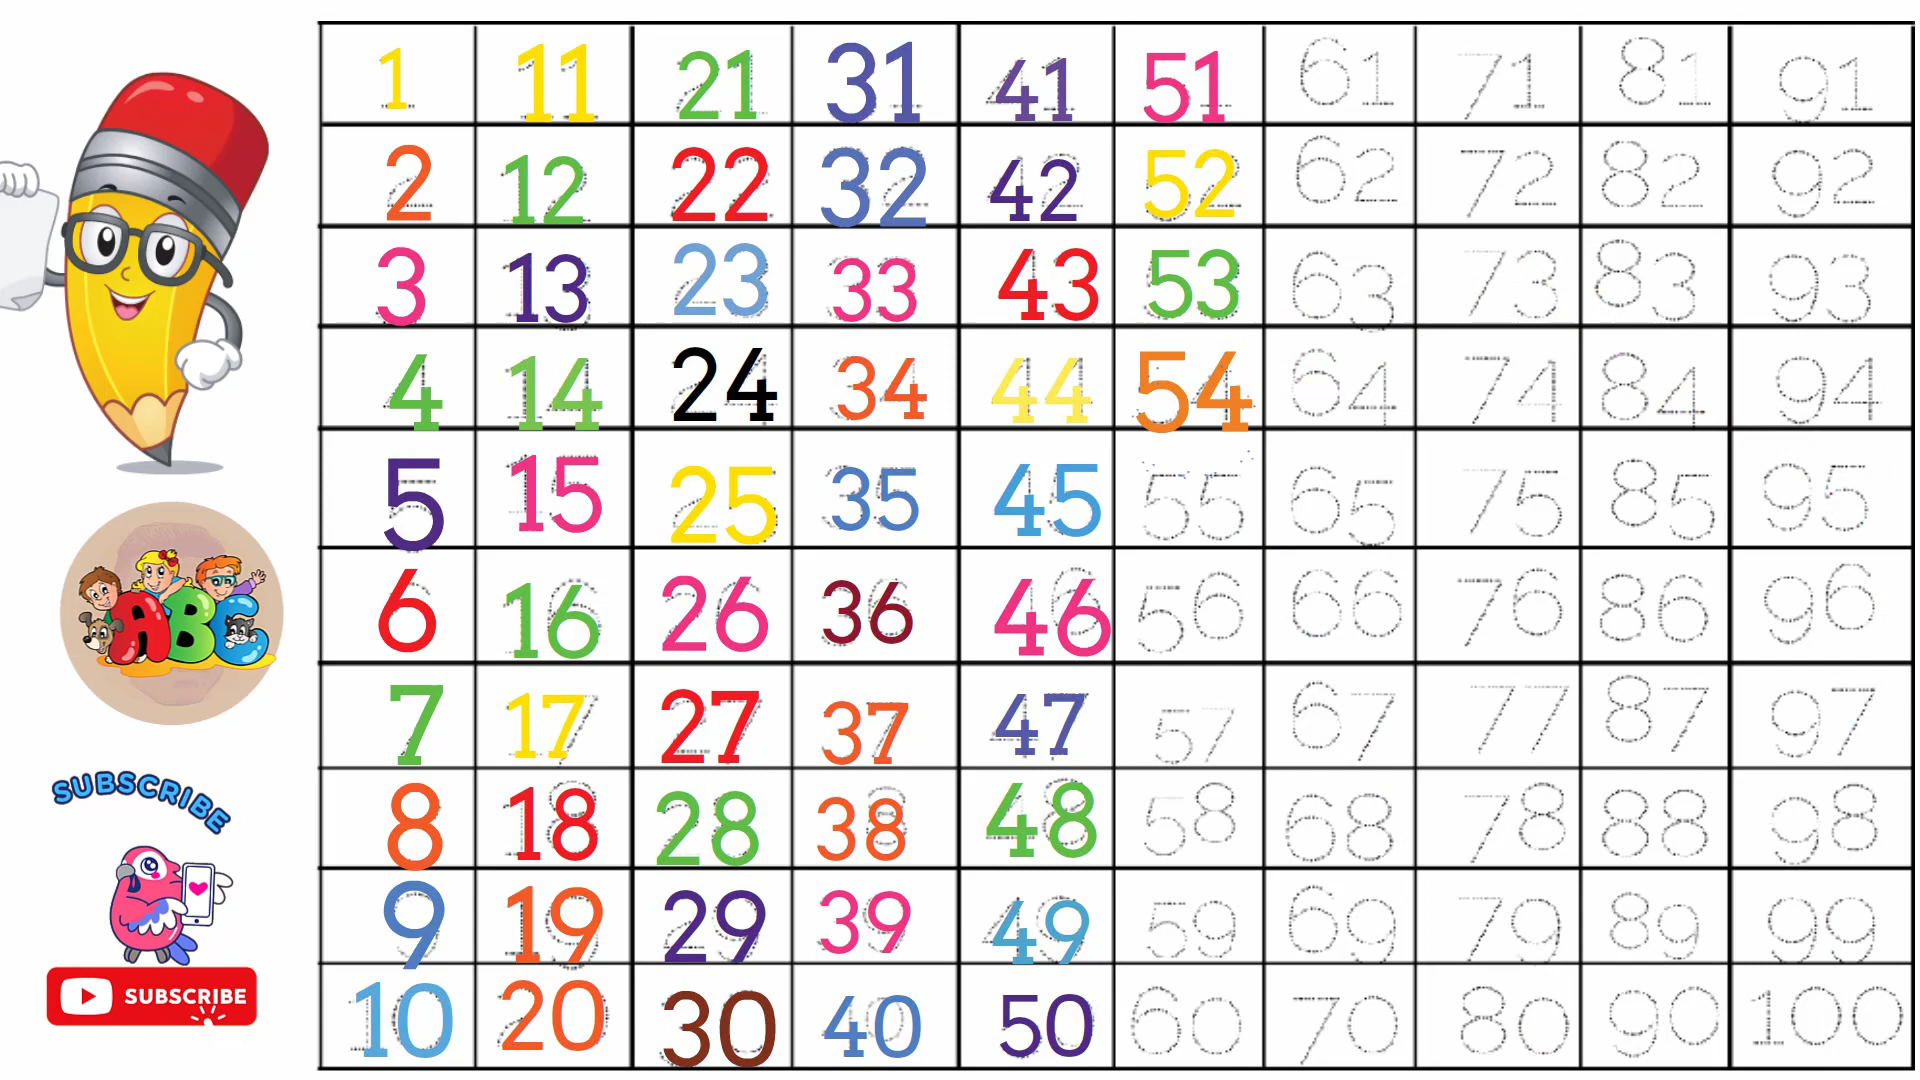 1 11 21 31 41 51 61 71 81 91
2 12 22 32 42 52 62 72 82 92
3 13 23 33 43 53 63 73 83 93
4 14 24 34 44 54 64 74 84 94
5 15 25 35 45 55 65 75 85 95
6 16 26 36 46 56 66 76 86 96
7 17 27 37 47 57 67 77 87 97
8 18 28 38 48 58 68 78 88 98
9 19 29 39 49 59 69 79 89 99
10 20 30 40 50 60 70 80 90 100
ABC
SUBSCRIBE
SUBSCRIBE